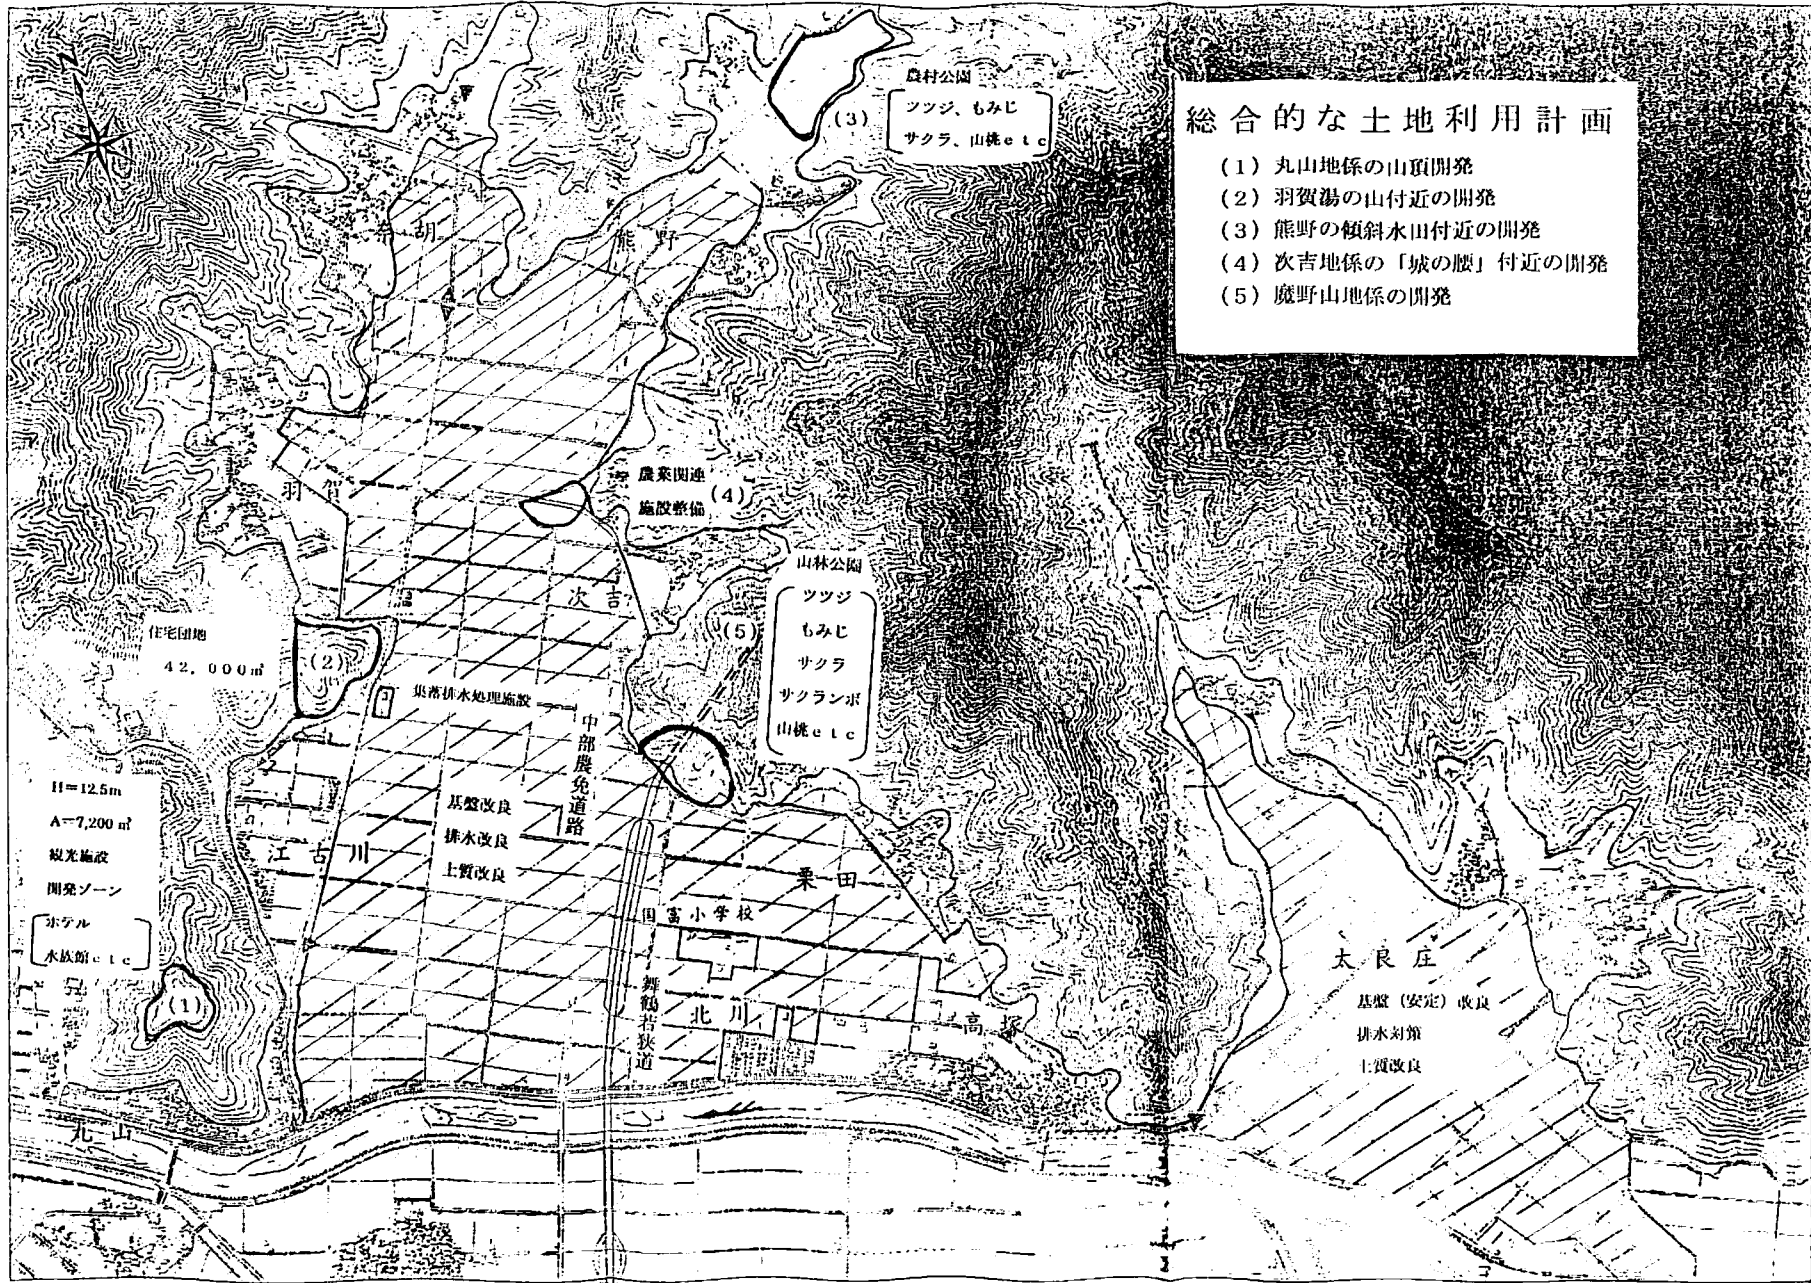 総合的な土地利用計画
(1) 丸山地係の山頂開発
(2) 羽賀湯の山付近の開発
(3) 熊野の傾斜水田付近の開発
(4) 次吉地係の「城の腰」付近の開発
(5) 魔野山地係の開発
N
農村公園
ツツジ、もみじ
サクラ、山桃etc
(3)
奈胡
熊野
羽賀
農業関連
施設整備
(4)
次吉
山林公園
ツツジ
もみじ
サクラ
サクランボ
山桃etc
(5)
住宅団地
42,000㎡
(2)
集落排水処理施設
中部農免道路
基盤改良
排水改良
土質改良
H=12.5m
A=7,200㎡
観光施設
開発ゾーン
ホテル
水族館etc
(1)
江古川
栗田
国富小学校
舞鶴若狭道
北川
高塚
丸山
太良庄
基盤(安定)改良
排水対策
土質改良